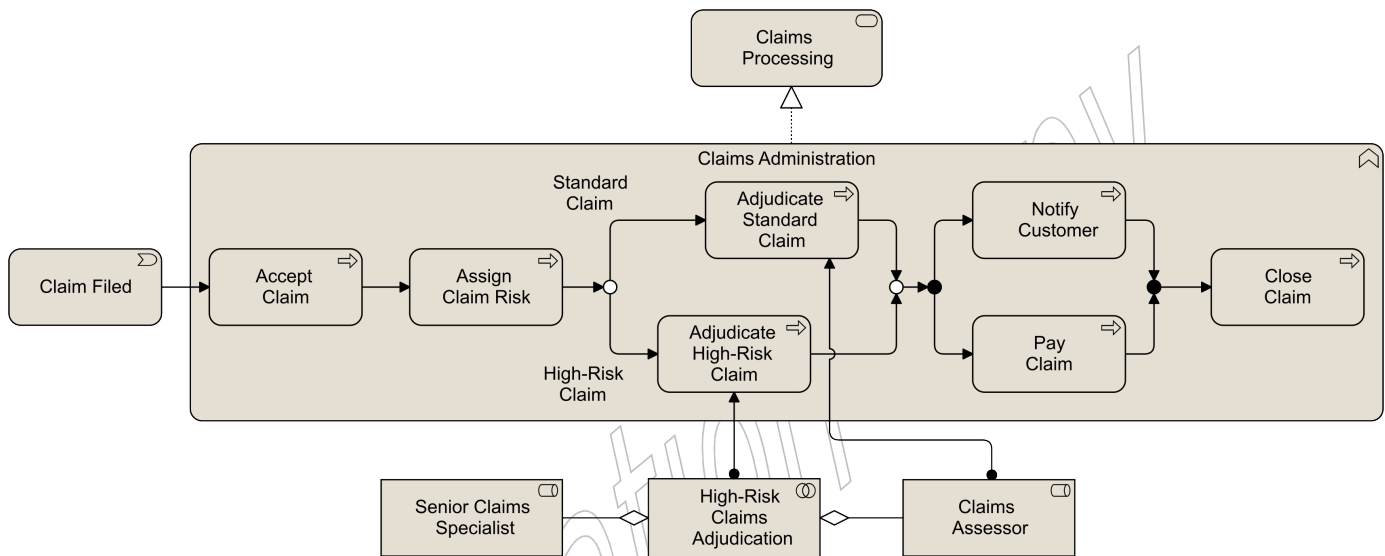 Claims
Processing
Claims Administration
Standard
Claim
Adjudicate
Standard
Claim
Notify
Customer
Claim Filed
Accept
Claim
Assign
Claim Risk
Close
Claim
High-Risk
Claim
Adjudicate
High-Risk
Claim
Pay
Claim
Senior Claims
Specialist
High-Risk
Claims
Adjudication
Claims
Assessor